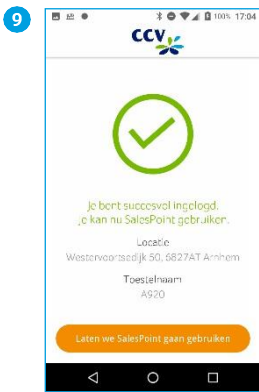 9
100% 17:04
CCV
Je bent succesvol ingelogd.
Je kan nu SalesPoint gebruiken.
Locatie
Westervoortsedijk 50, 6827AT Arnhem
Toestelnaam
A920
Laten we SalesPoint gaan gebruiken